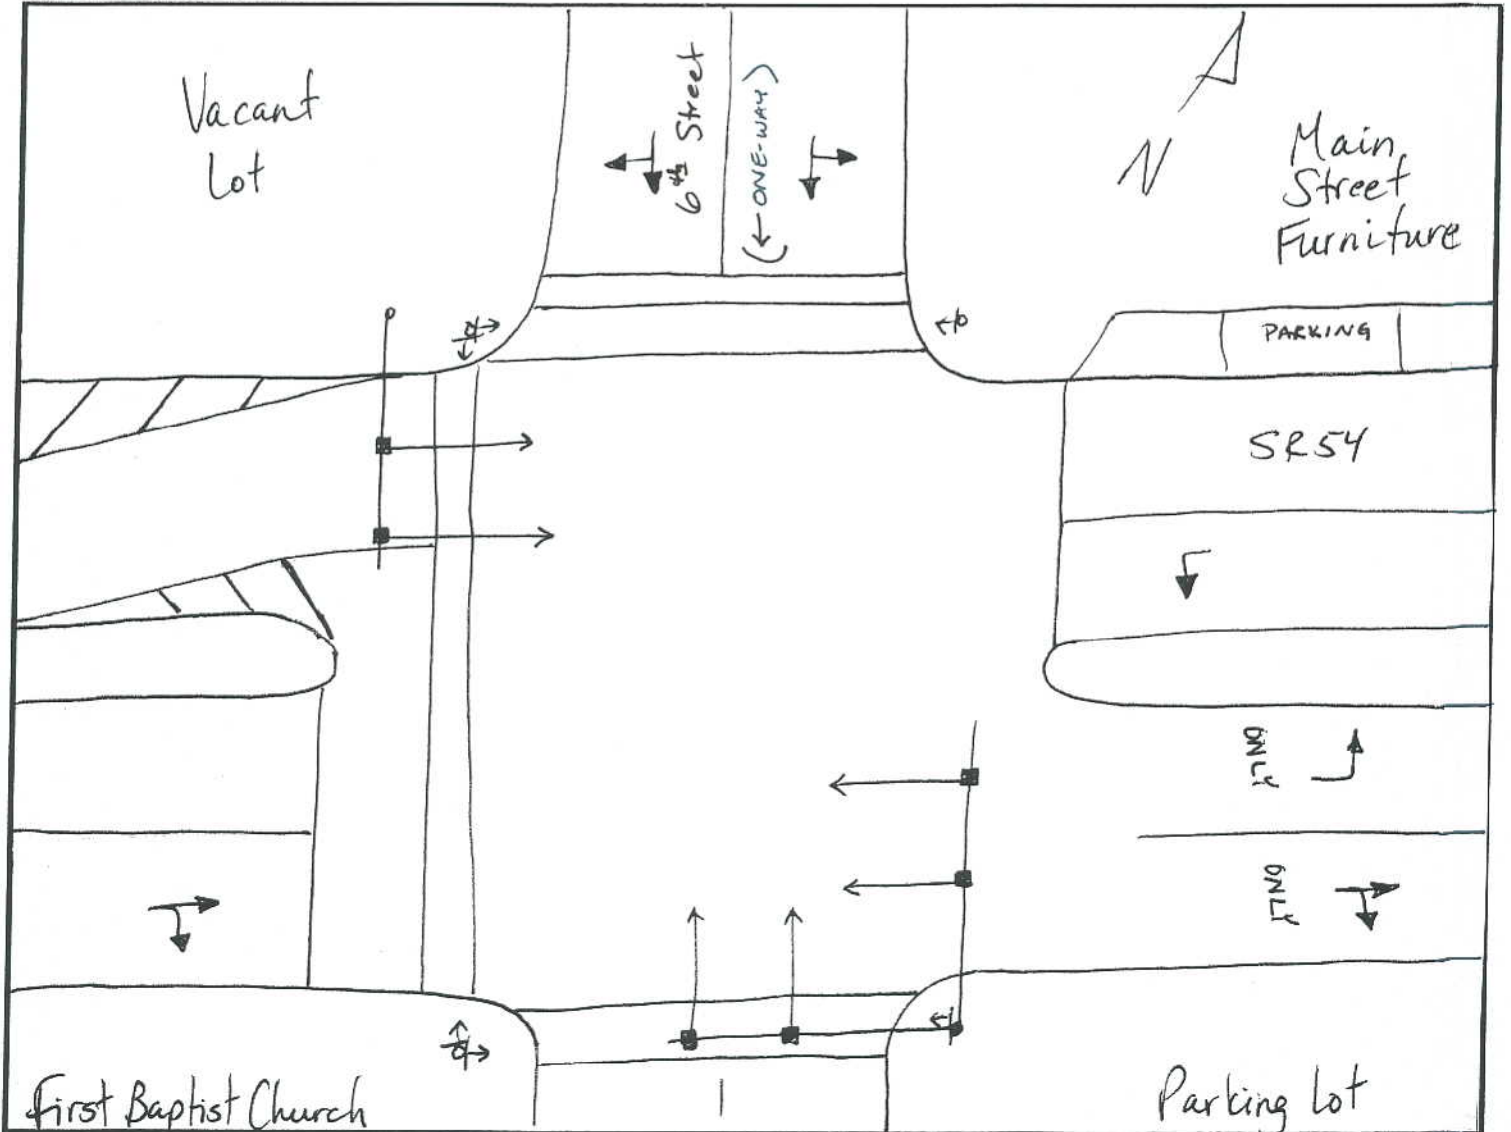 Vacant
Lot
6th Street
(← ONE-WAY)
N
Main
Street
Furniture
PARKING
SR54
ONLY
ONLY
First Baptist Church
Parking Lot